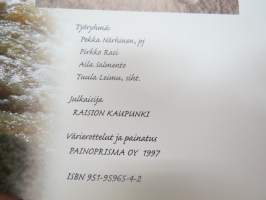 Työryhmä:
Pekka Närhinen, pj
Pirkko Rasi
Aila Salmento
Tuula Leimu, siht.
Julkaisija
RAISION KAUPUNKI
Värierottelut ja painatus
PAINOPRISMA OY 1997
ISBN 951-95965-4-2